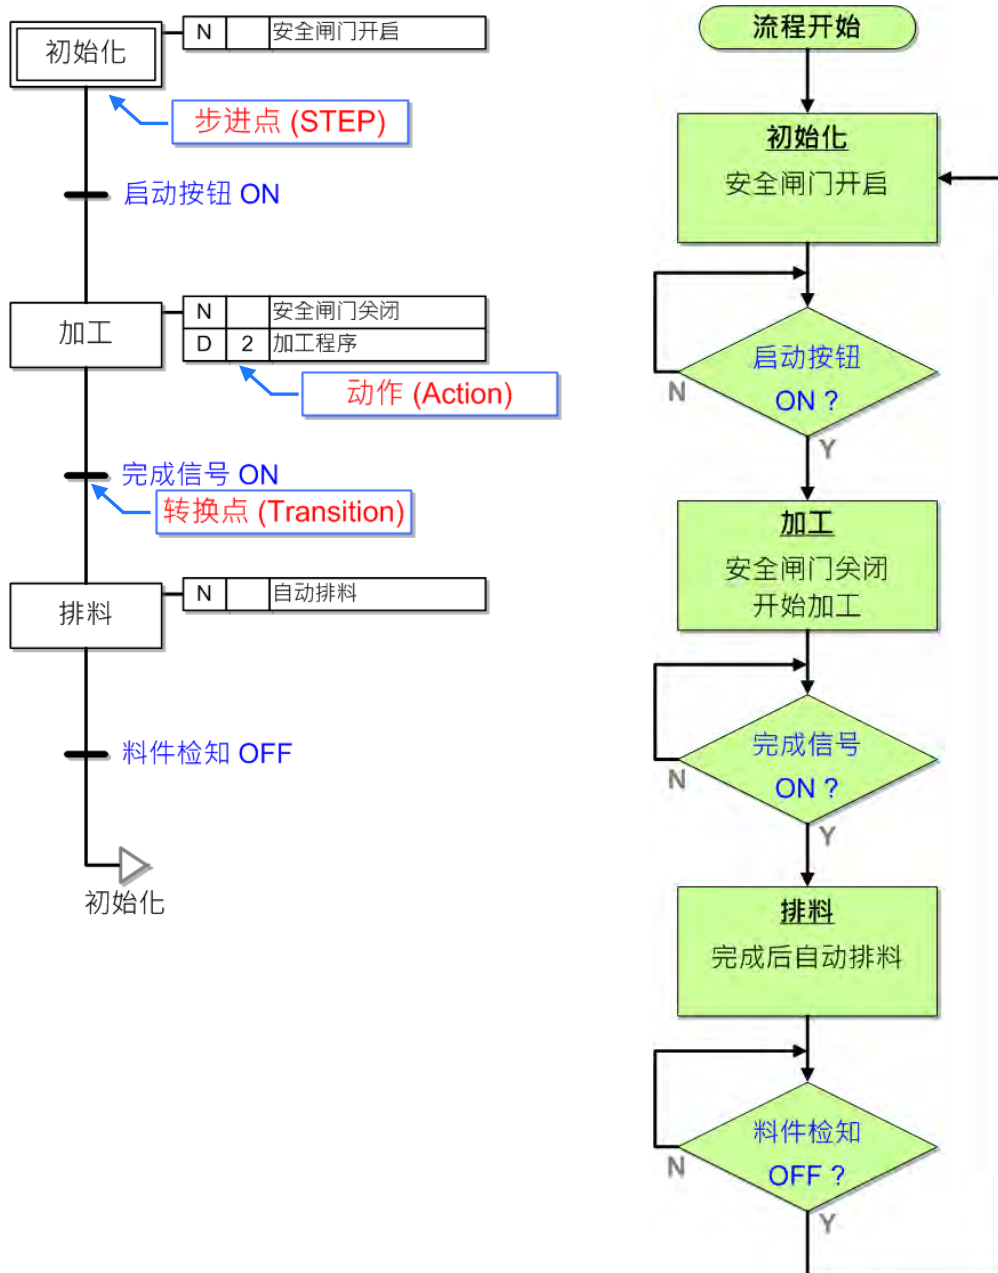 初始化
N 安全闸门开启
步进点 (STEP)
启动按钮 ON
加工
N 安全闸门关闭
D 2 加工程序
动作 (Action)
完成信号 ON
转换点 (Transition)
排料
N 自动排料
料件检知 OFF
初始化
流程开始
初始化
安全闸门开启
启动按钮
ON ?
N
Y
加工
安全闸门关闭
开始加工
完成信号
ON ?
N
Y
排料
完成后自动排料
料件检知
OFF ?
N
Y